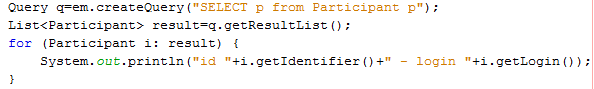 Query q=em.createQuery("SELECT p from Participant p");
List<Participant> result=q.getResultList();
for (Participant i: result) {
    System.out.println("id "+i.getIdentifier()+" - login "+i.getLogin());
}